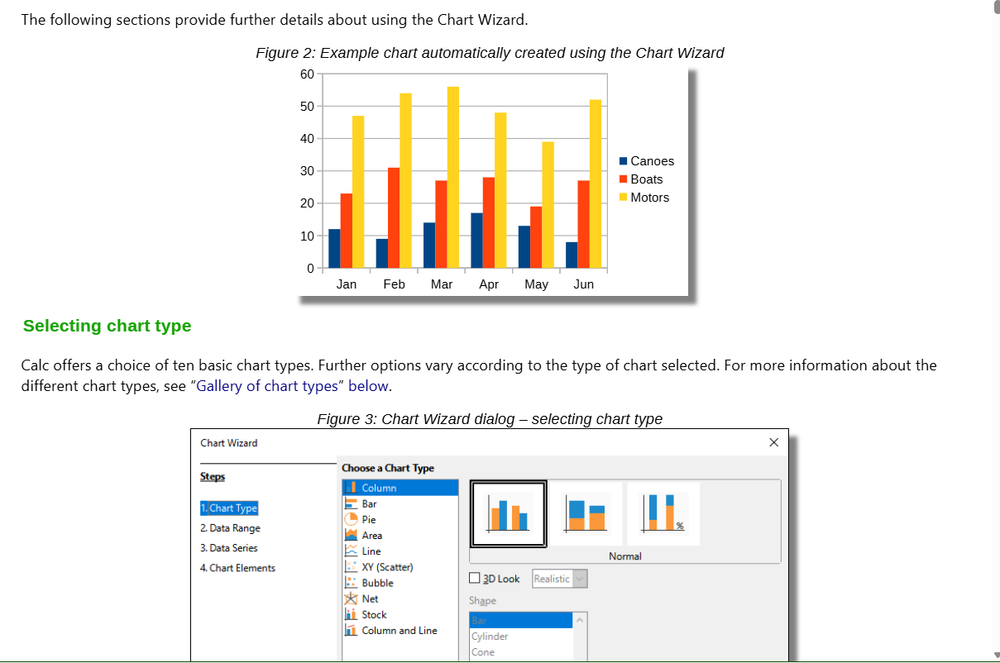 The following sections provide further details about using the Chart Wizard.
Figure 2: Example chart automatically created using the Chart Wizard
60
50
40
30
20
10
0
Jan Feb Mar Apr May Jun
Canoes
Boats
Motors
Selecting chart type
Calc offers a choice of ten basic chart types. Further options vary according to the type of chart selected. For more information about the
different chart types, see “Gallery of chart types” below.
Figure 3: Chart Wizard dialog – selecting chart type
Chart Wizard
Steps
1. Chart Type
2. Data Range
3. Data Series
4. Chart Elements
Choose a Chart Type
Column
Bar
Pie
Area
Line
XY (Scatter)
Bubble
Net
Stock
Column and Line
%
Normal
3D Look Realistic
Shape
Bar
Cylinder
Cone